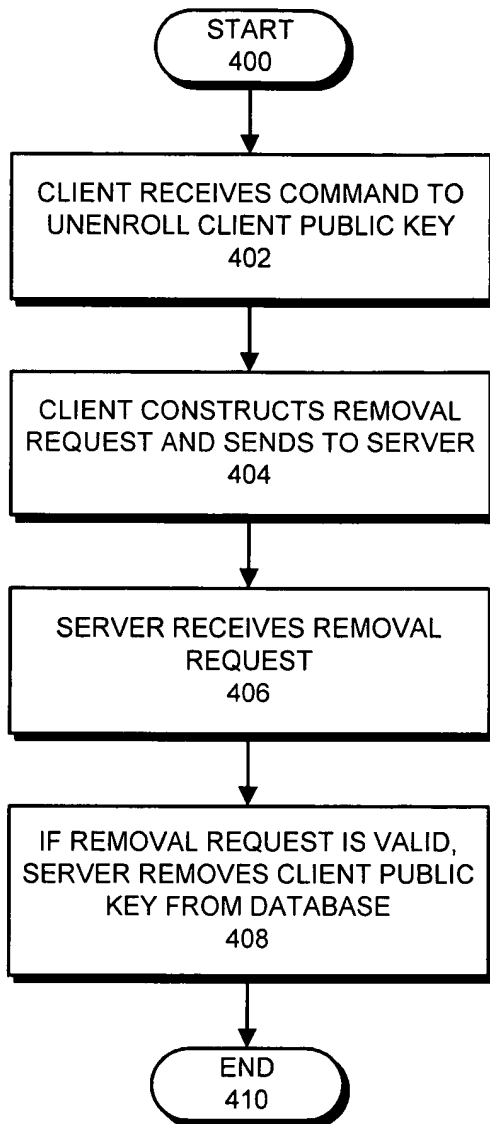 START
400
CLIENT RECEIVES COMMAND TO
UNENROLL CLIENT PUBLIC KEY
402
CLIENT CONSTRUCTS REMOVAL
REQUEST AND SENDS TO SERVER
404
SERVER RECEIVES REMOVAL
REQUEST
406
IF REMOVAL REQUEST IS VALID,
SERVER REMOVES CLIENT PUBLIC
KEY FROM DATABASE
408
END
410